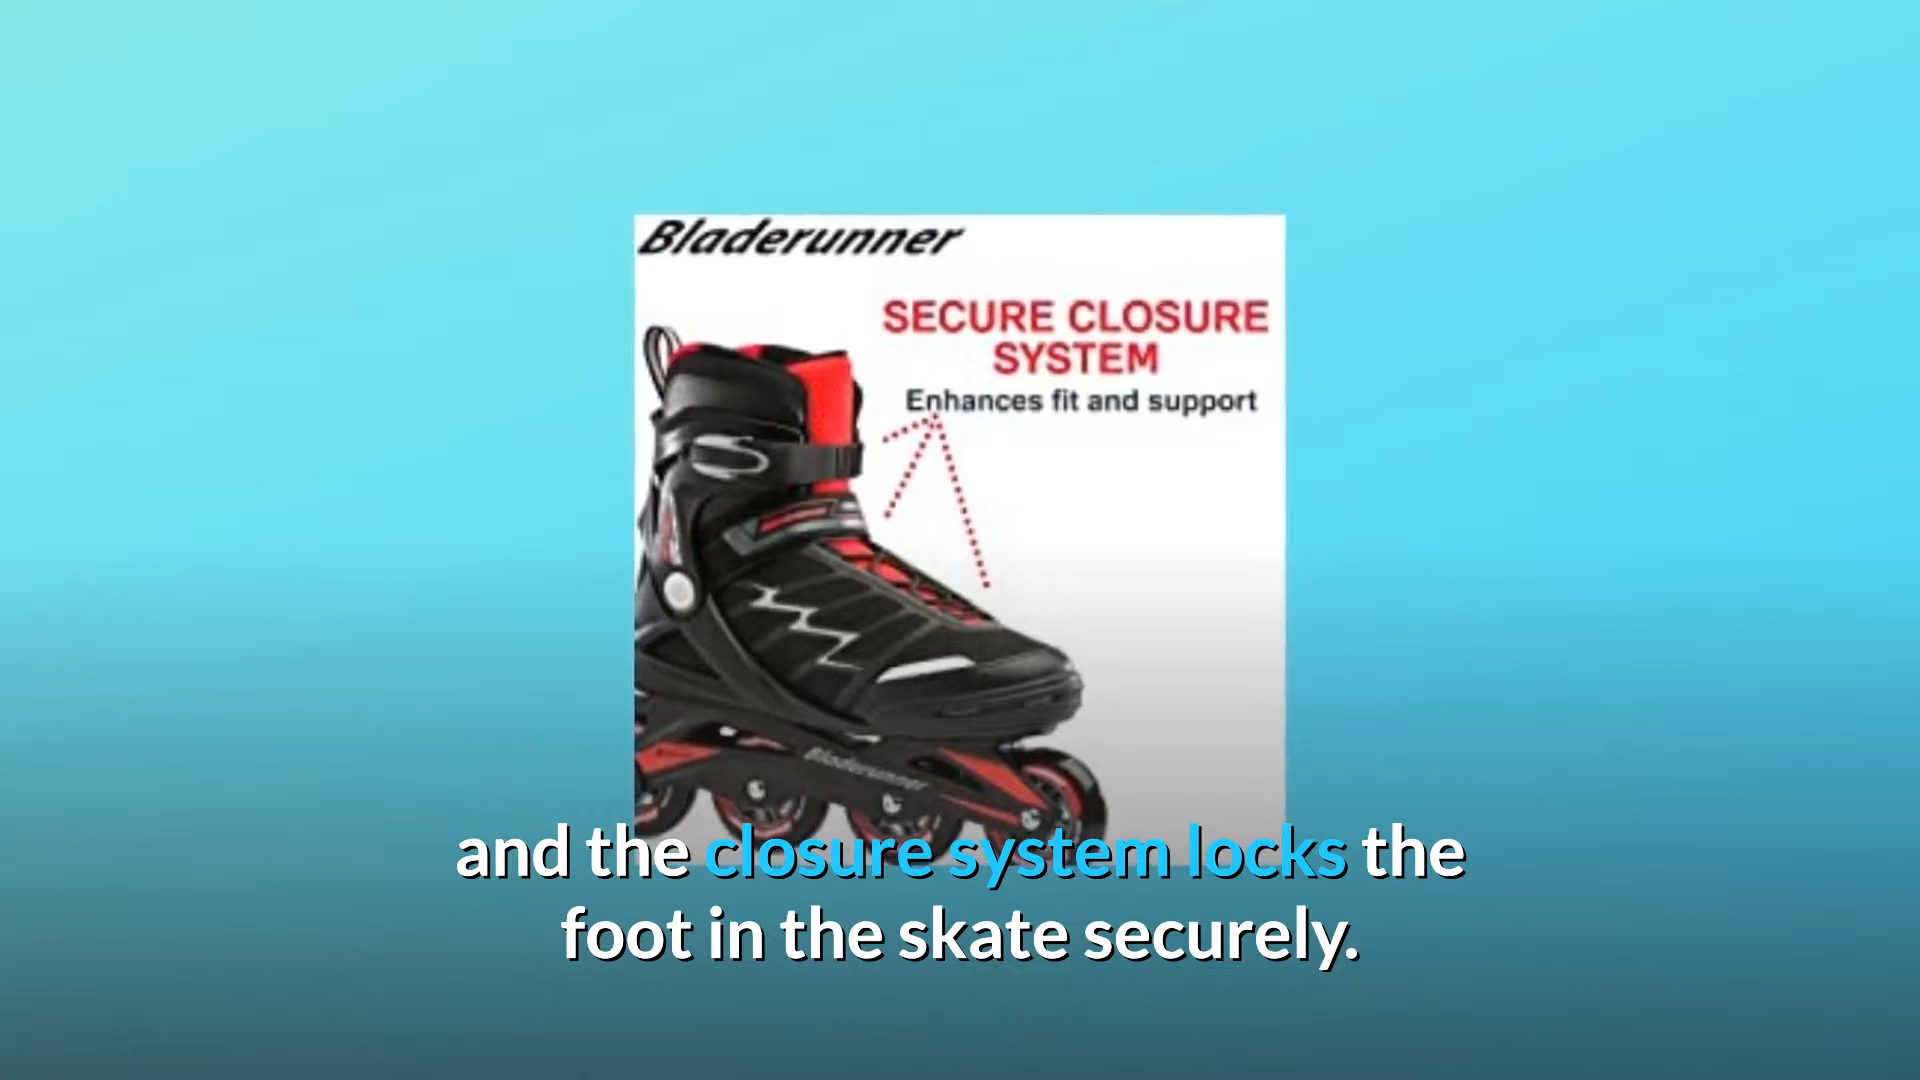 Bladerunner
SECURE CLOSURE
SYSTEM
Enhances fit and support
Bladerunner
and the closure system locks the
foot in the skate securely.